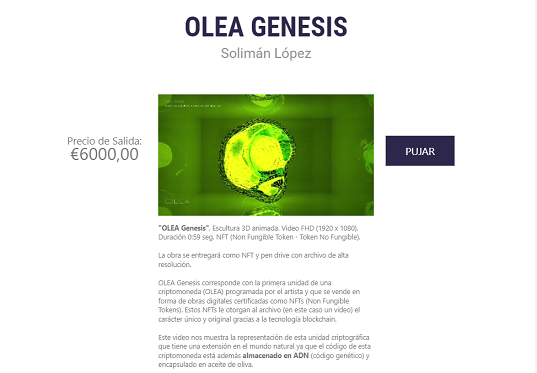 OLEA GENESIS
Solimán López
Precio de Salida:
€6000,00
OLEA
PUJAR
"OLEA Genesis". Escultura 3D animada. Video FHD (1920 x 1080).
Duración 0:59 seg. NFT (Non Fungible Token - Token No Fungible).
La obra se entregará como NFT y pen drive con archivo de alta
resolución.
OLEA Genesis corresponde con la primera unidad de una
criptomoneda (OLEA) programada por el artista y que se vende en
forma de obras digitales certificadas como NFTs (Non Fungible
Tokens). Estos NFTs le otorgan al archivo (en este caso un video) el
carácter único y original gracias a la tecnología blockchain.
Este video nos muestra la representación de esta unidad criptográfica
que tiene una extensión en el mundo natural ya que el código de esta
criptomoneda está además almacenado en ADN (código genético) y
encapsulado en aceite de oliva.